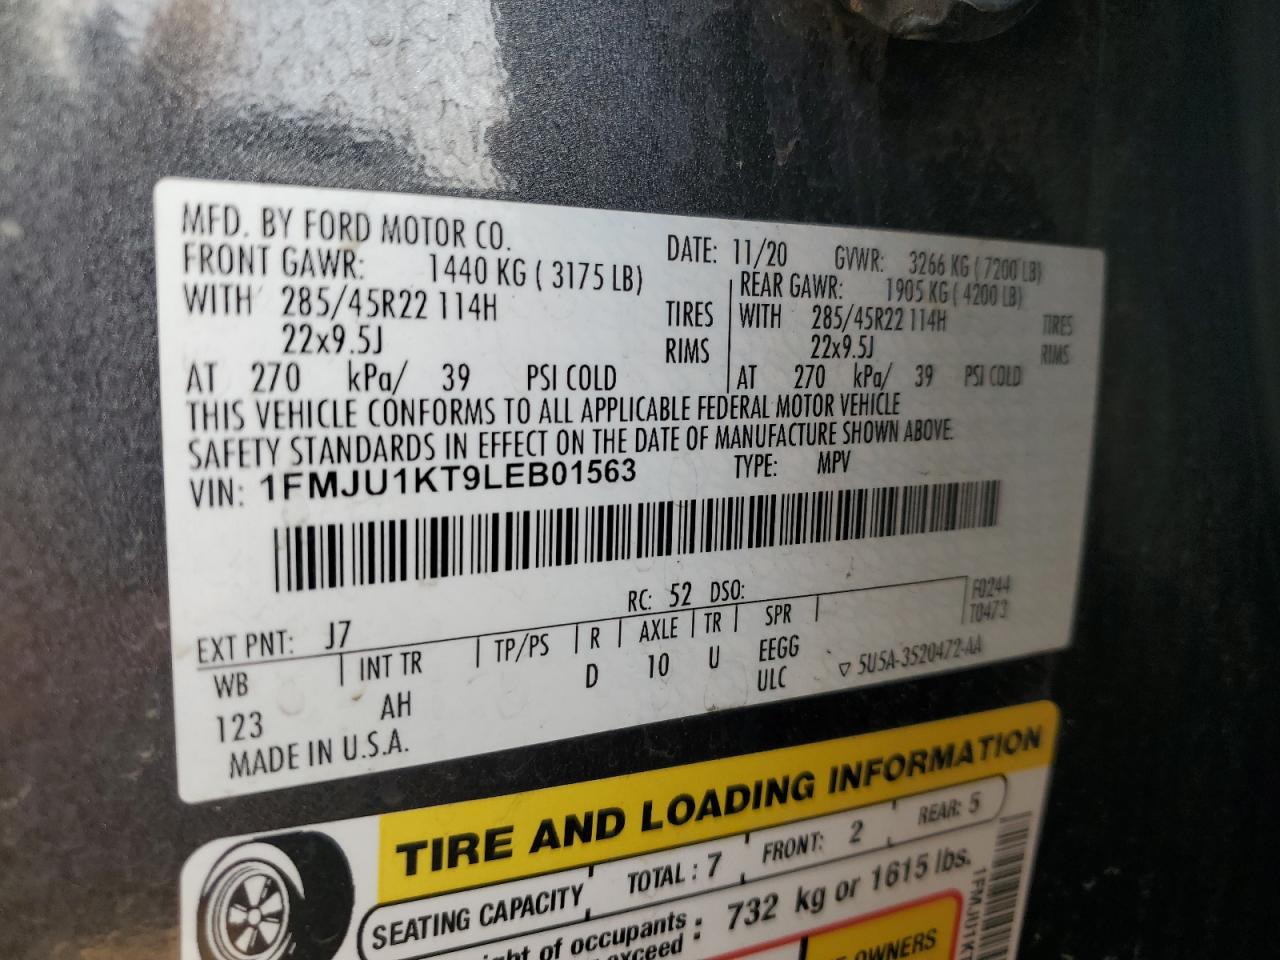 MFD. BY FORD MOTOR CO.
DATE: 11/20 GVWR: 3266 KG ( 7200 LB)
FRONT GAWR: 1440 KG ( 3175 LB)
REAR GAWR: 1905 KG ( 4200 LB)
WITH 285/45R22 114H TIRES
WITH 285/45R22 114H TIRES
22x9.5J RIMS
22x9.5J RIMS
AT 270 kPa/ 39 PSI COLD
AT 270 kPa/ 39 PSI COLD
THIS VEHICLE CONFORMS TO ALL APPLICABLE FEDERAL MOTOR VEHICLE
SAFETY STANDARDS IN EFFECT ON THE DATE OF MANUFACTURE SHOWN ABOVE.
VIN: 1FMJU1KT9LEB01563 TYPE: MPV
F0244
T0473
EXT PNT: J7 RC: 52 DSO:
WB INT TR TP/PS R AXLE TR SPR
123 AH D 10 U EEGG
ULC
▽ 5U5A-3520472-AA
MADE IN U.S.A.
TIRE AND LOADING INFORMATION
SEATING CAPACITY TOTAL : 7 FRONT: 2 REAR: 5
ht of occupants : 732 kg or 1615 lbs.
exceed
OWNERS
1FMJU1KT